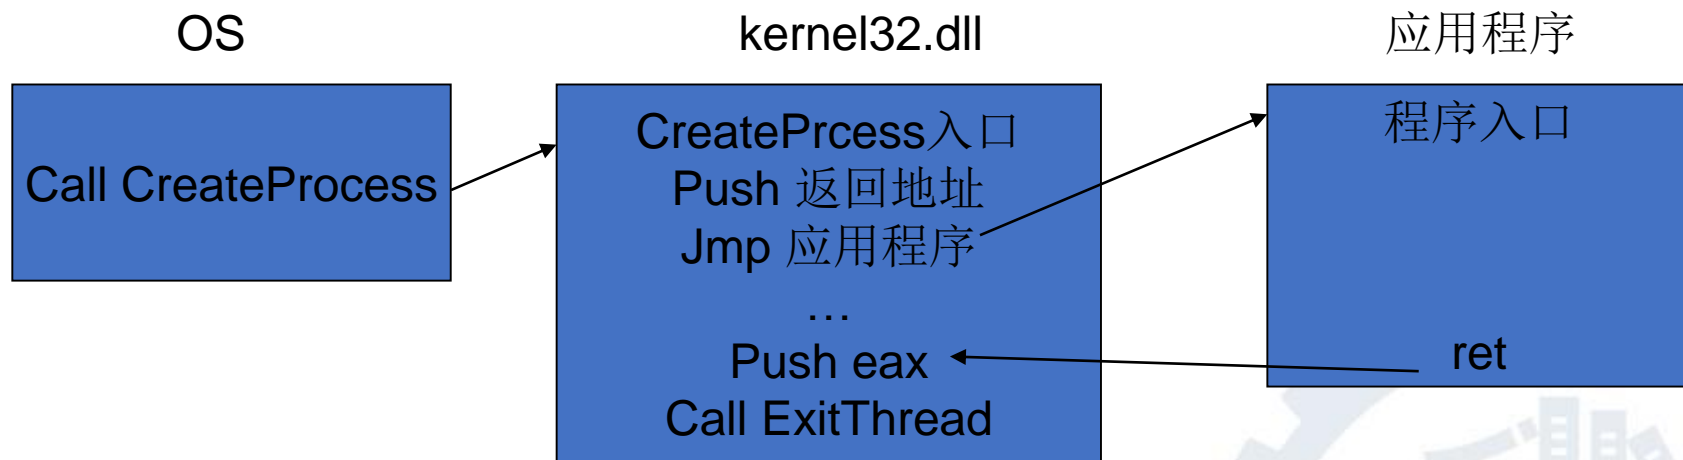 OS
kernel32.dll
应用程序
Call CreateProcess
CreatePrcess入口
Push 返回地址
Jmp 应用程序
…
Push eax
Call ExitThread
程序入口
ret